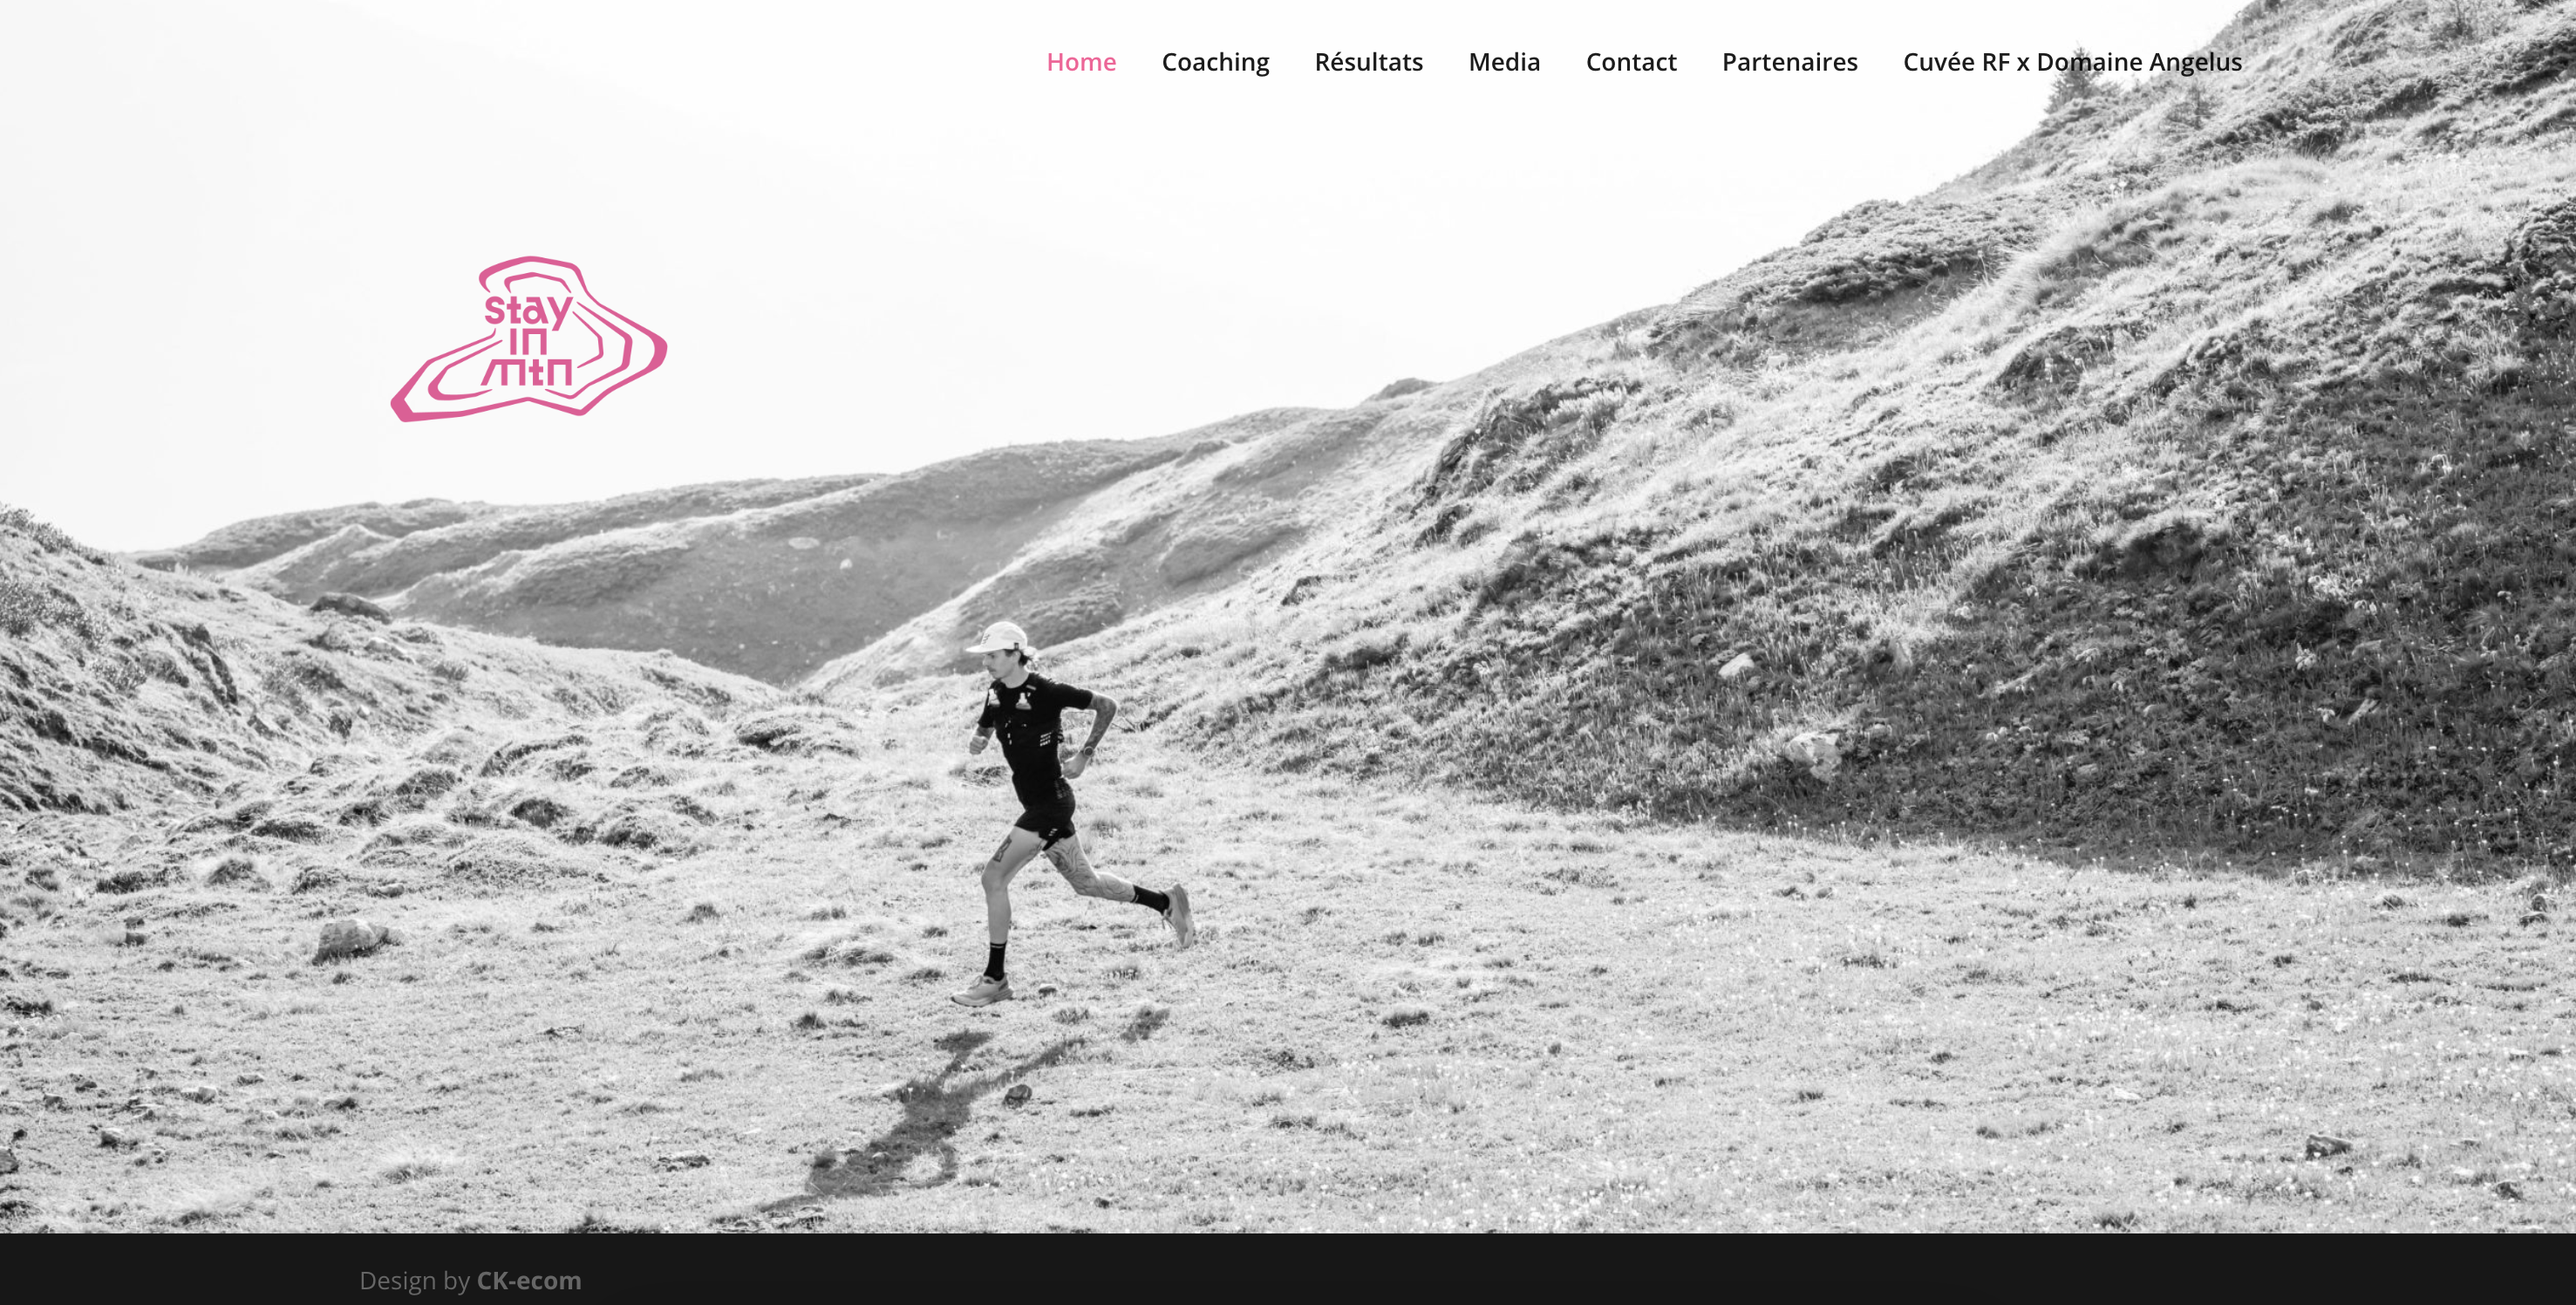 Home Coaching Résultats Media Contact Partenaires Cuvée RF x Domaine Angelus
stay
in
mtn
Design by CK-ecom